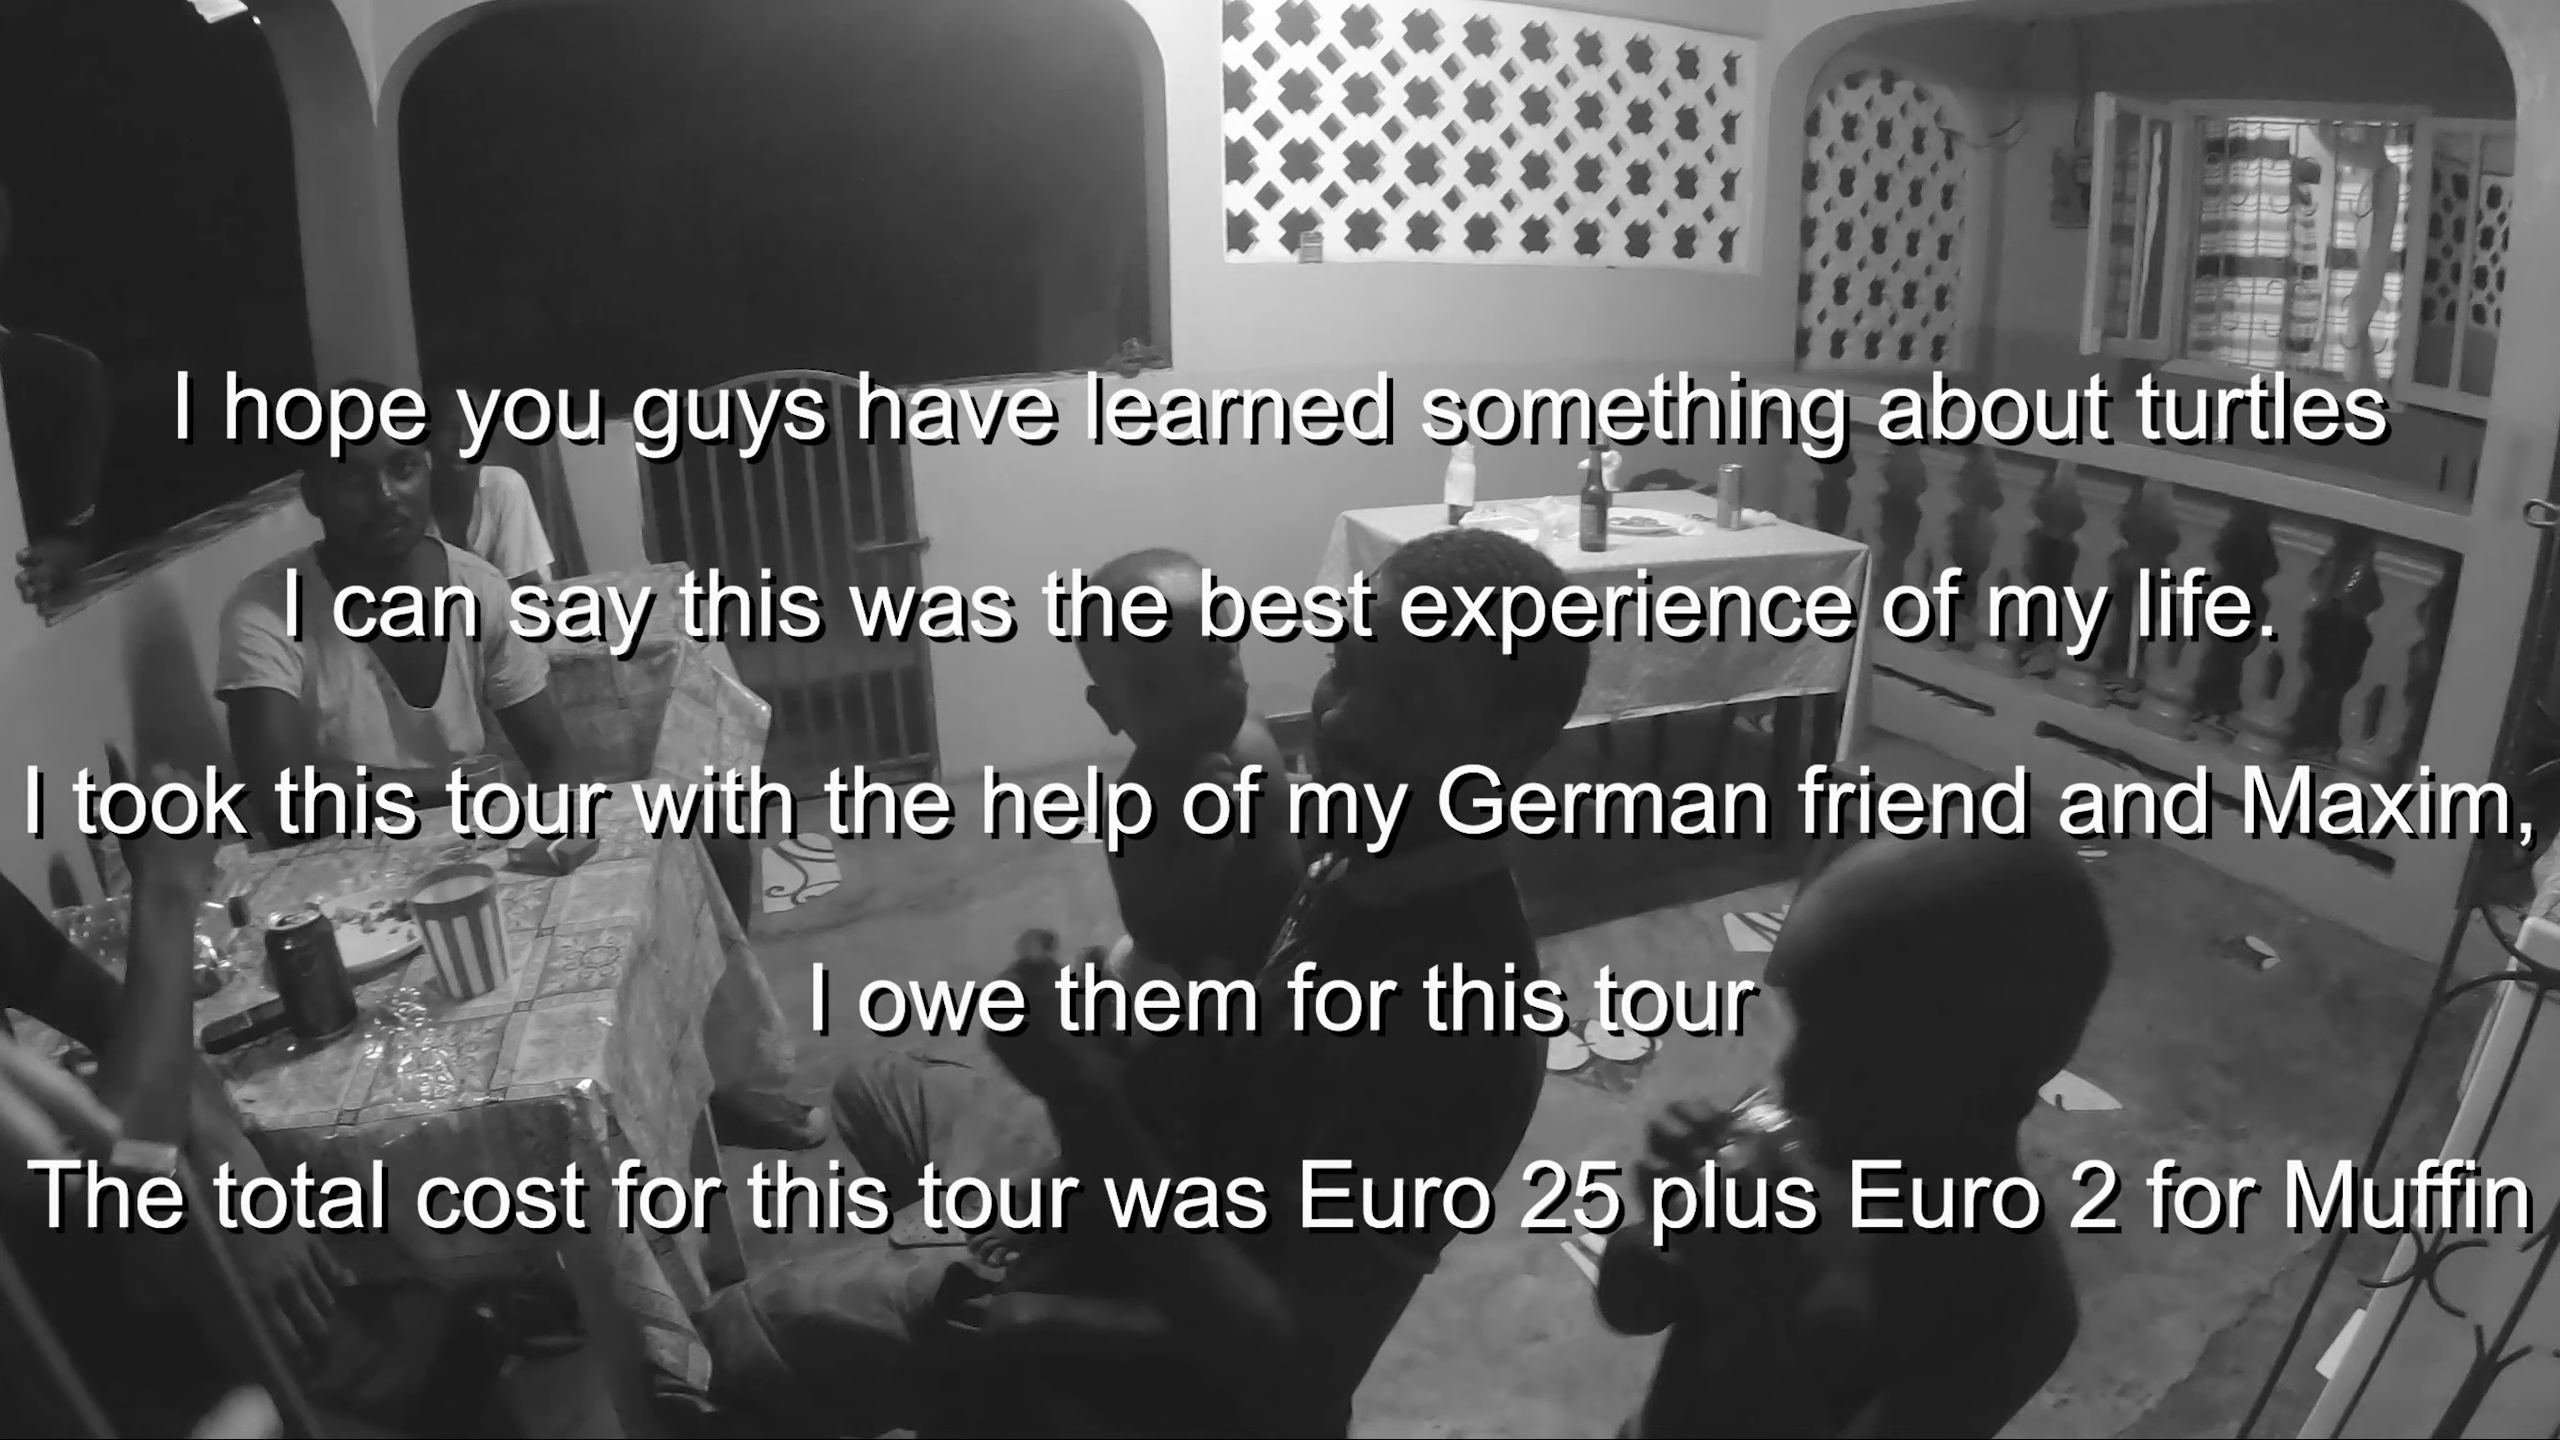 I hope you guys have learned something about turtles
I can say this was the best experience of my life.
I took this tour with the help of my German friend and Maxim,
I owe them for this tour
The total cost for this tour was Euro 25 plus Euro 2 for Muffin